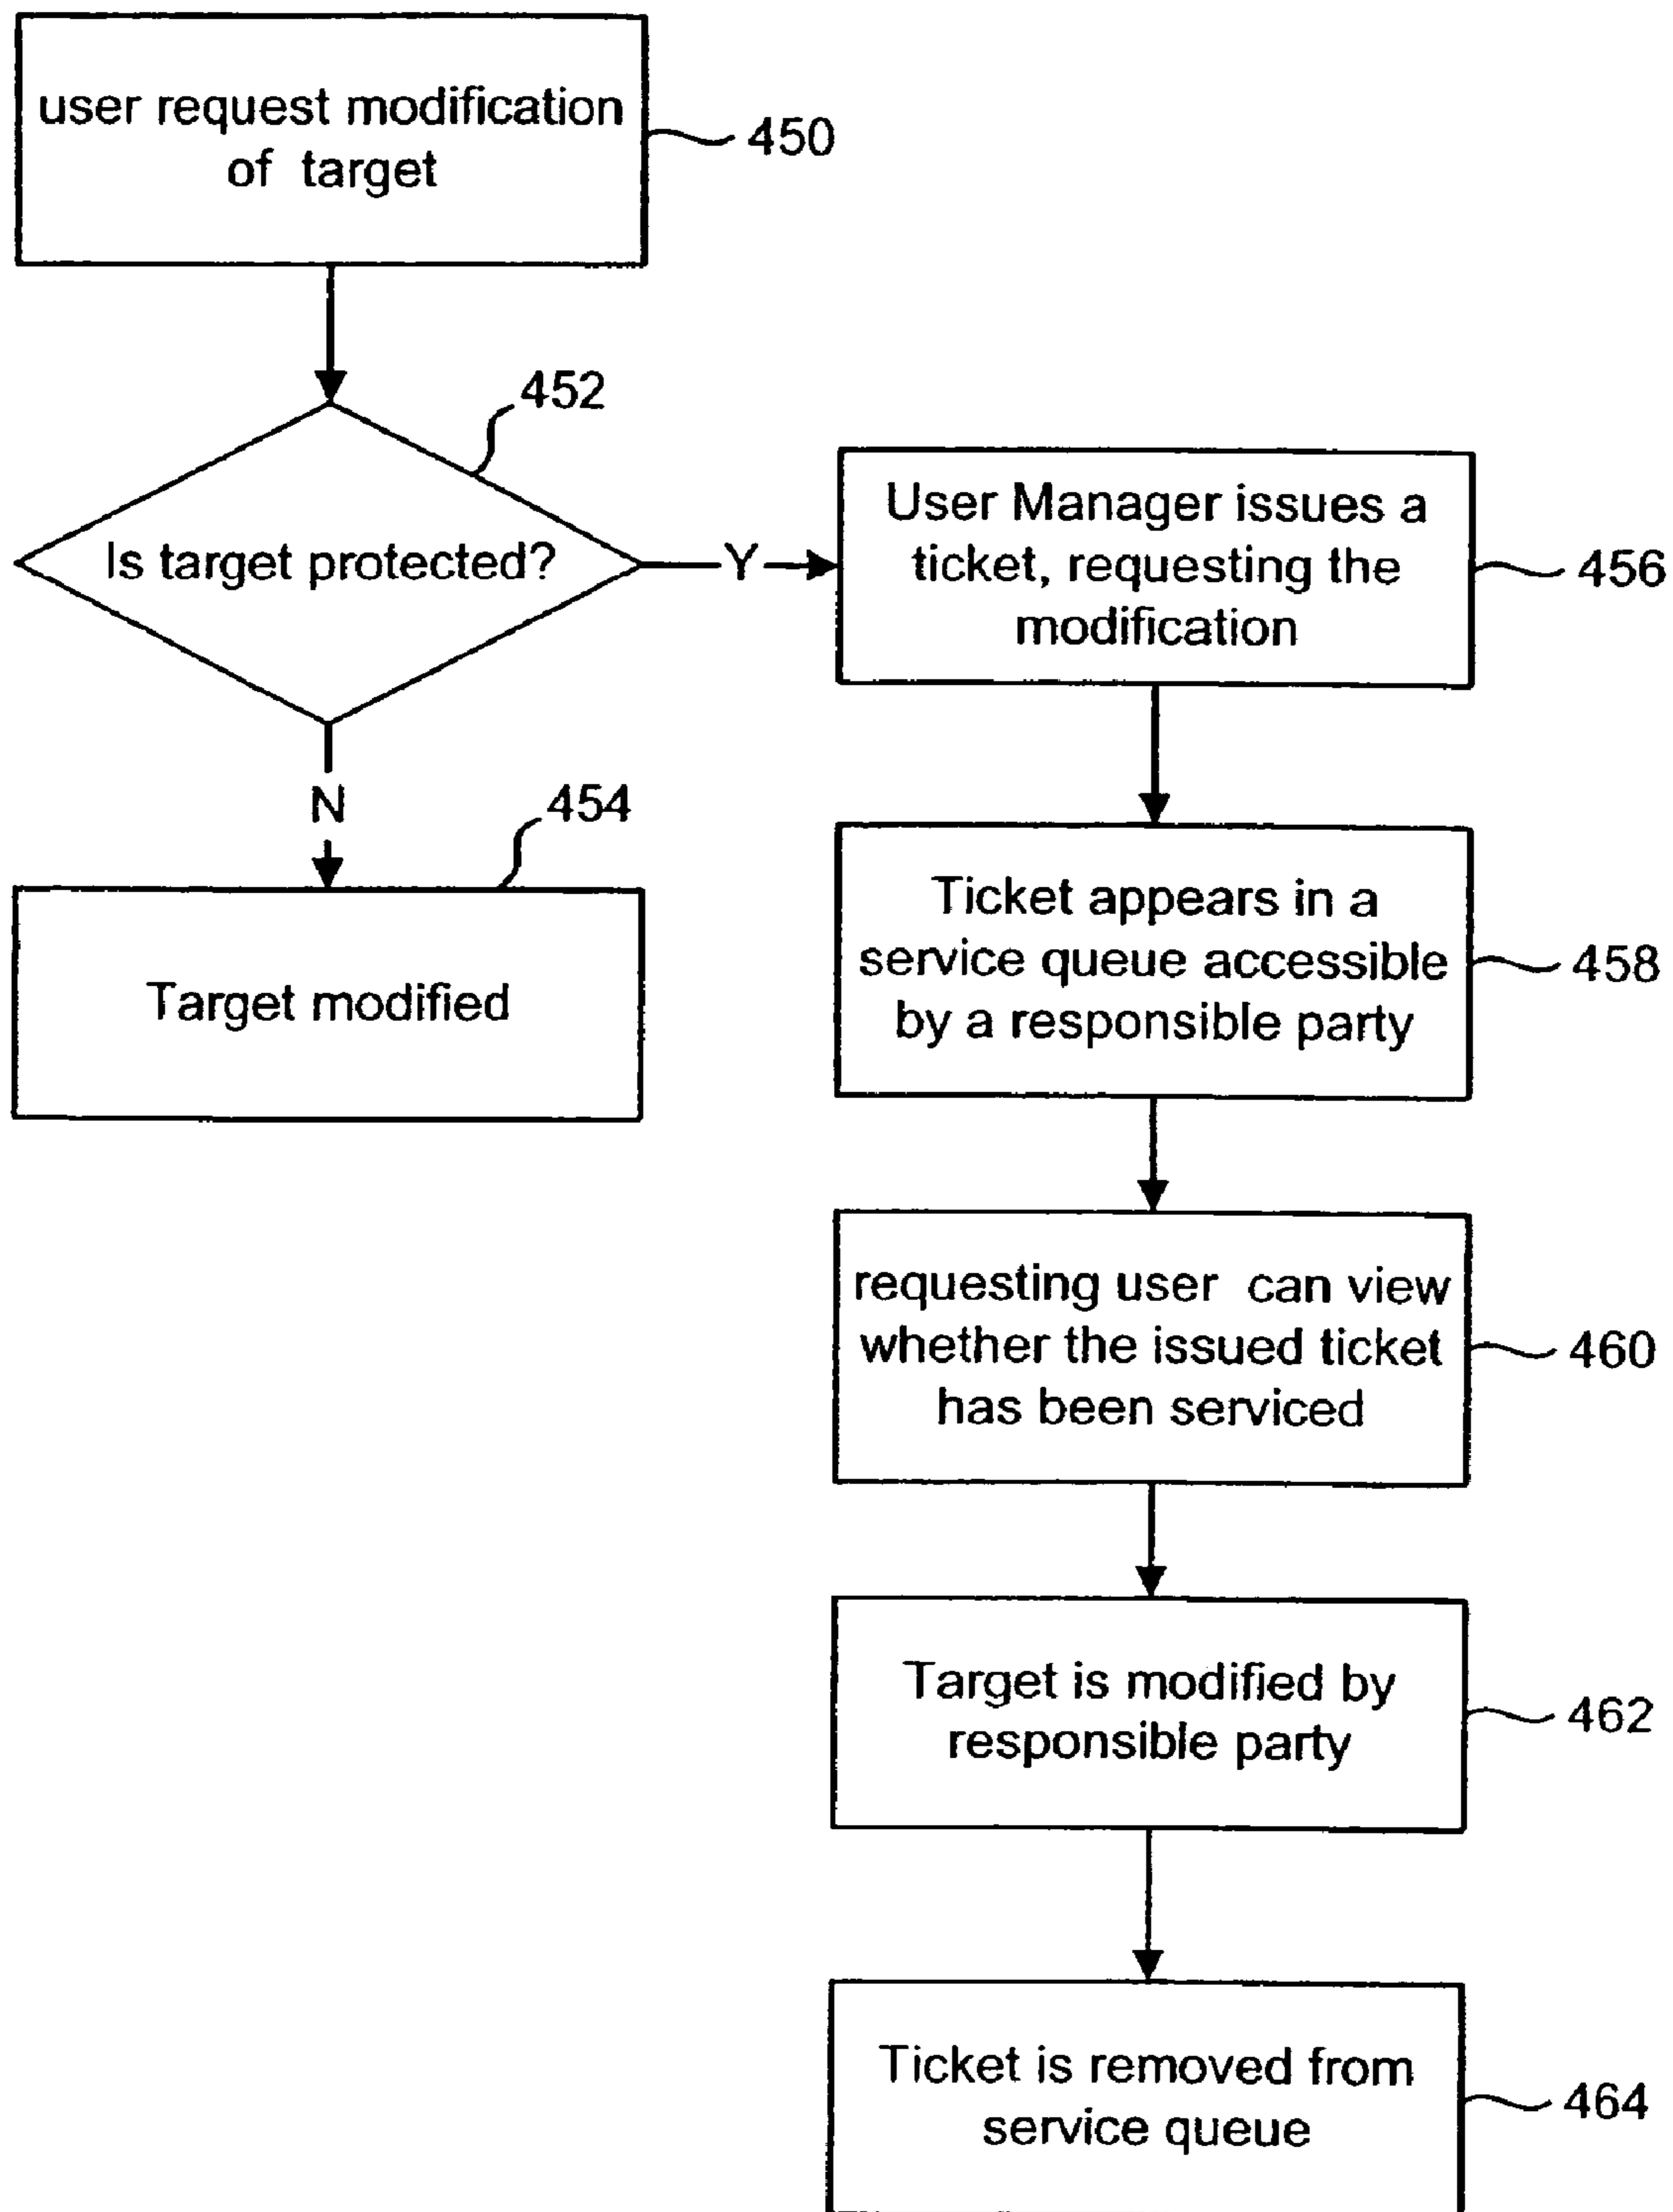 user request modification
of target
450
452
Is target protected?
Y
N
454
Target modified
User Manager issues a
ticket, requesting the
modification
456
Ticket appears in a
service queue accessible
by a responsible party
458
requesting user can view
whether the issued ticket
has been serviced
460
Target is modified by
responsible party
462
Ticket is removed from
service queue
464